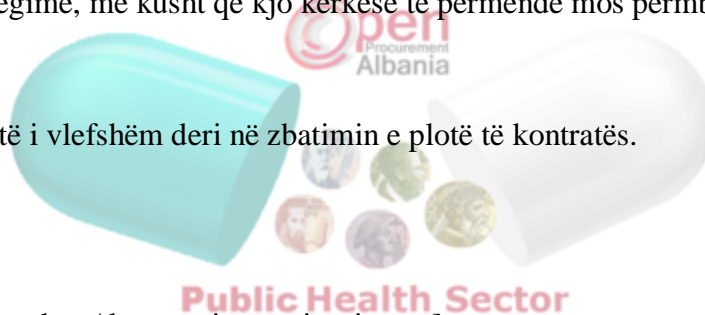 egime, me kusht që kjo kërkesë të përmendë mos përmb
Open
Procurement
Albania
të i vlefshëm deri në zbatimin e plotë të kontratës.
Public Health Sector